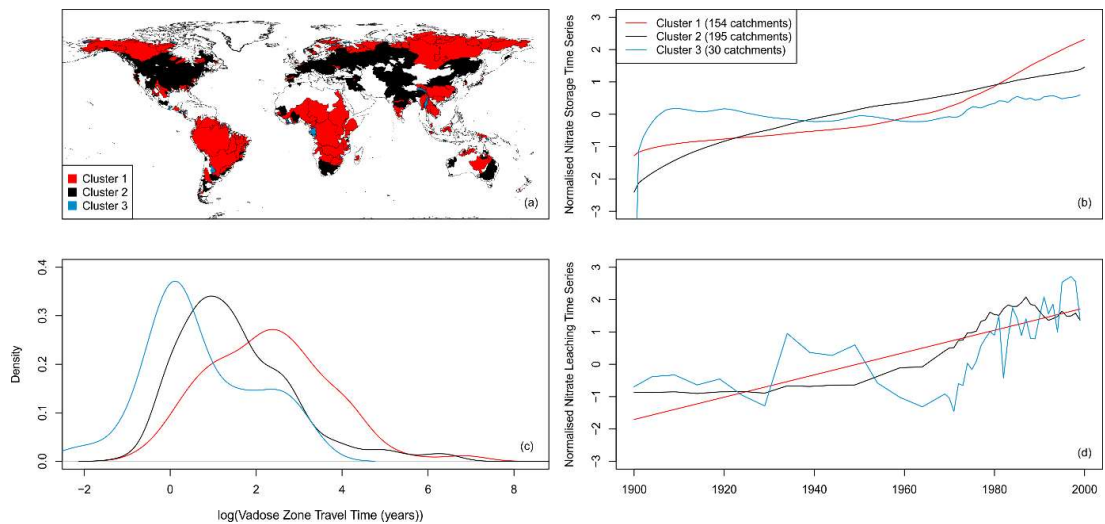 Cluster 1
Cluster 2
Cluster 3
(a)
Normalised Nitrate Storage Time Series
3
2
1
0
−1
−2
−3
Cluster 1 (154 catchments)
Cluster 2 (195 catchments)
Cluster 3 (30 catchments)
(b)
Density
0.4
0.3
0.2
0.1
0.0
(c)
−2
0
2
4
6
8
log(Vadose Zone Travel Time (years))
Normalised Nitrate Leaching Time Series
3
2
1
0
−1
−2
−3
(d)
1900
1920
1940
1960
1980
2000